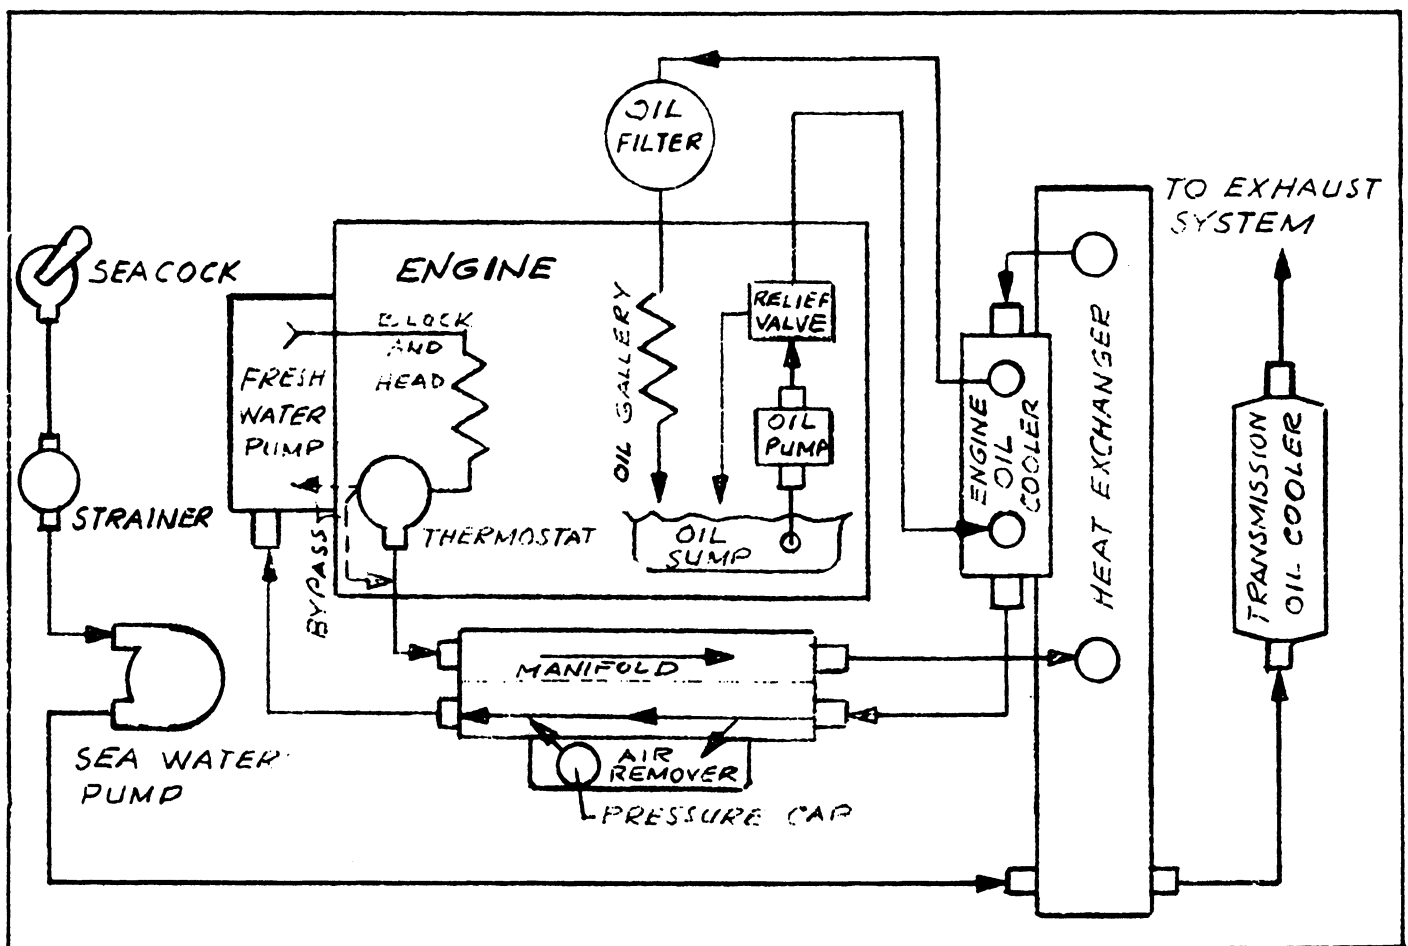 OIL
FILTER
TO EXHAUST
SYSTEM
SEACOCK
ENGINE
BLOCK
AND
HEAD
FRESH
WATER
PUMP
OIL GALLERY
RELIEF
VALVE
OIL
PUMP
ENGINE
OIL
COOLER
HEAT EXCHANGER
TRANSMISSION
OIL COOLER
STRAINER
BYPASS
THERMOSTAT
OIL
SUMP
MANIFOLD
SEA WATER
PUMP
AIR
REMOVER
PRESSURE CAP